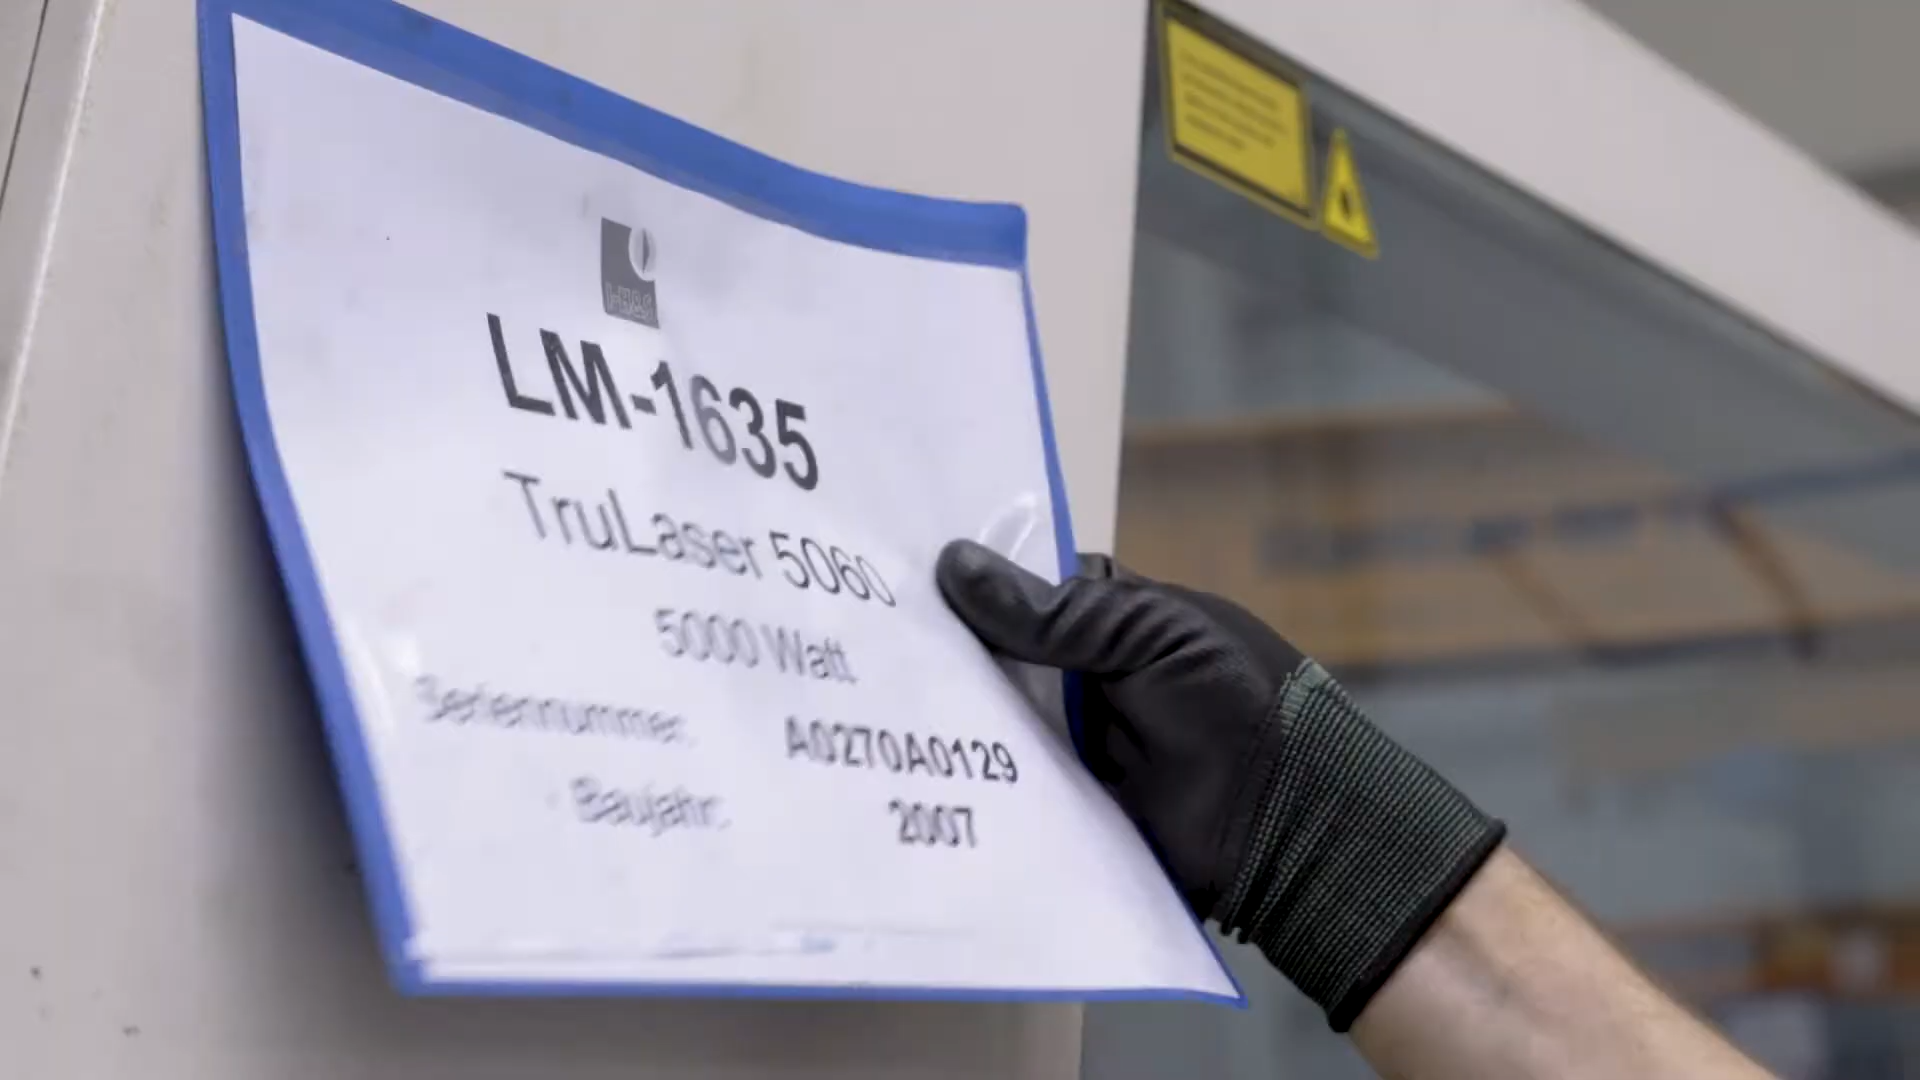 I-H&S
LM-1635
TruLaser 5060
5000 Watt
Seriennummer: A0270A0129
Baujahr: 2007